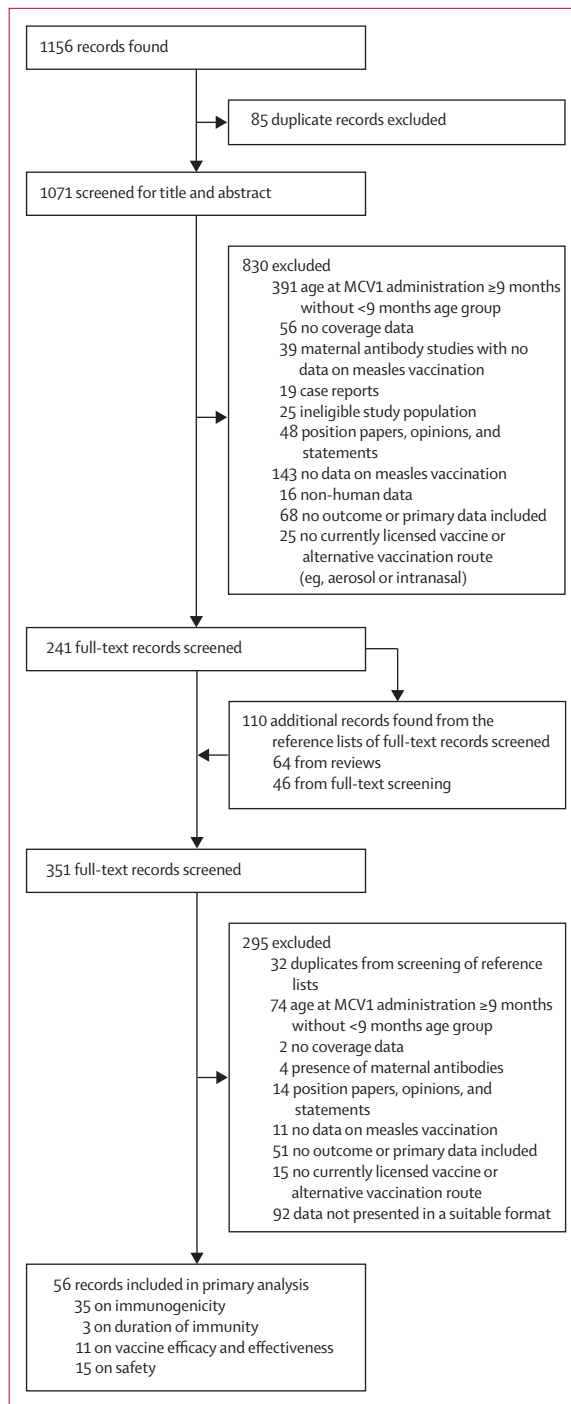 1156 records found
85 duplicate records excluded
1071 screened for title and abstract
830 excluded
391 age at MCV1 administration ≥9 months
without <9 months age group
56 no coverage data
39 maternal antibody studies with no
data on measles vaccination
19 case reports
25 ineligible study population
48 position papers, opinions, and
statements
143 no data on measles vaccination
16 non-human data
68 no outcome or primary data included
25 no currently licensed vaccine or
alternative vaccination route
(eg, aerosol or intranasal)
241 full-text records screened
110 additional records found from the
reference lists of full-text records screened
64 from reviews
46 from full-text screening
351 full-text records screened
295 excluded
32 duplicates from screening of reference
lists
74 age at MCV1 administration ≥9 months
without <9 months age group
2 no coverage data
4 presence of maternal antibodies
14 position papers, opinions, and
statements
11 no data on measles vaccination
51 no outcome or primary data included
15 no currently licensed vaccine or
alternative vaccination route
92 data not presented in a suitable format
56 records included in primary analysis
35 on immunogenicity
3 on duration of immunity
11 on vaccine efficacy and effectiveness
15 on safety